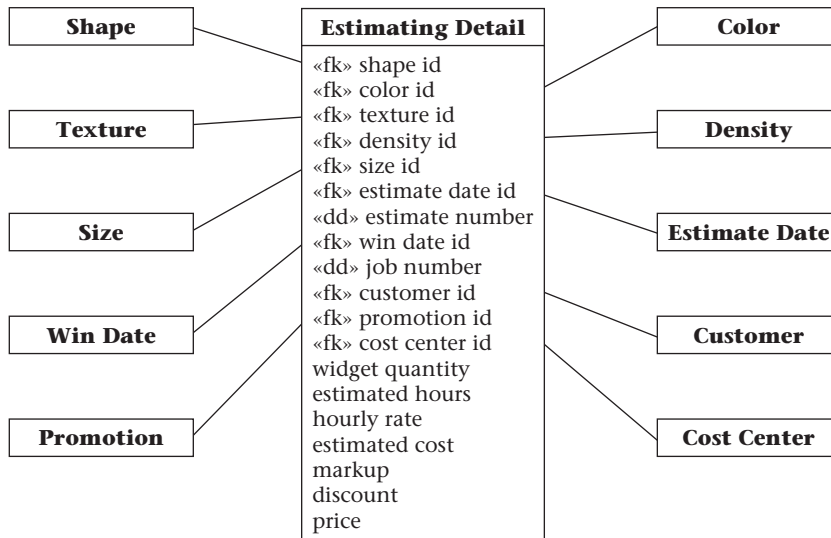 Shape
Texture
Size
Win Date
Promotion
Estimating Detail
«fk» shape id
«fk» color id
«fk» texture id
«fk» density id
«fk» size id
«fk» estimate date id
«dd» estimate number
«fk» win date id
«dd» job number
«fk» customer id
«fk» promotion id
«fk» cost center id
widget quantity
estimated hours
hourly rate
estimated cost
markup
discount
price
Color
Density
Estimate Date
Customer
Cost Center